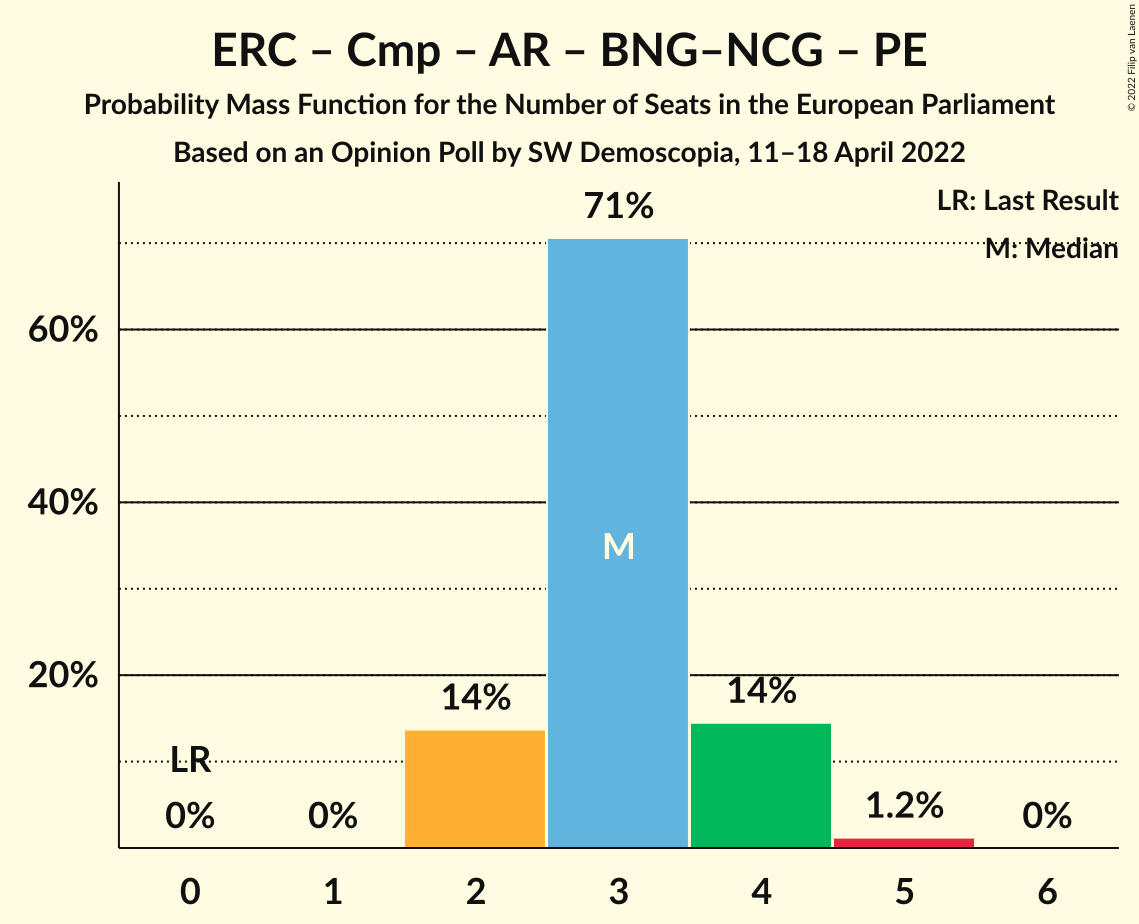 ERC – Cmp – AR – BNG–NCG – PE
Probability Mass Function for the Number of Seats in the European Parliament
Based on an Opinion Poll by SW Demoscopia, 11–18 April 2022
© 2022 Filip van Laenen
LR: Last Result
M: Median
71%
60%
40%
M
20%
14%
14%
LR
0%
0%
1.2%
0%
0
1
2
3
4
5
6